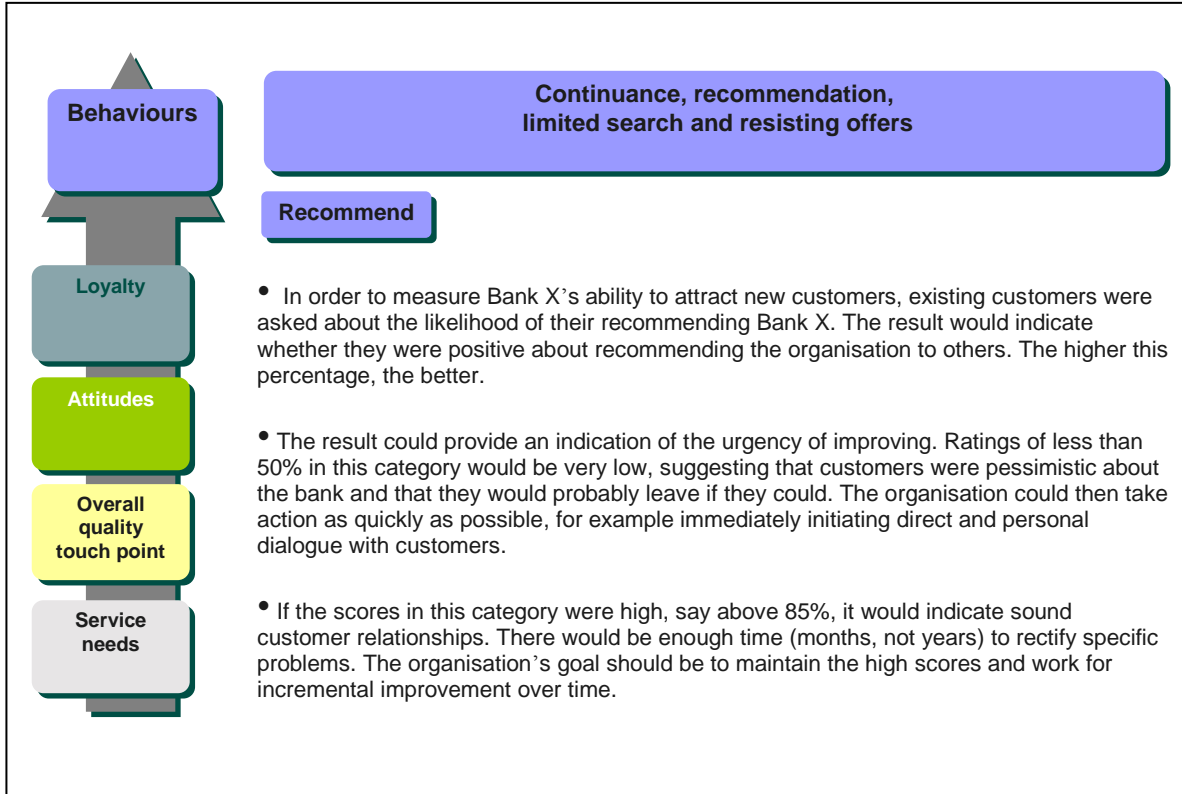 Behaviours
Continuance, recommendation,
limited search and resisting offers
Recommend
Loyalty
Attitudes
Overall
quality
touch point
Service
needs
• In order to measure Bank X’s ability to attract new customers, existing customers were
asked about the likelihood of their recommending Bank X. The result would indicate
whether they were positive about recommending the organisation to others. The higher this
percentage, the better.
• The result could provide an indication of the urgency of improving. Ratings of less than
50% in this category would be very low, suggesting that customers were pessimistic about
the bank and that they would probably leave if they could. The organisation could then take
action as quickly as possible, for example immediately initiating direct and personal
dialogue with customers.
• If the scores in this category were high, say above 85%, it would indicate sound
customer relationships. There would be enough time (months, not years) to rectify specific
problems. The organisation’s goal should be to maintain the high scores and work for
incremental improvement over time.